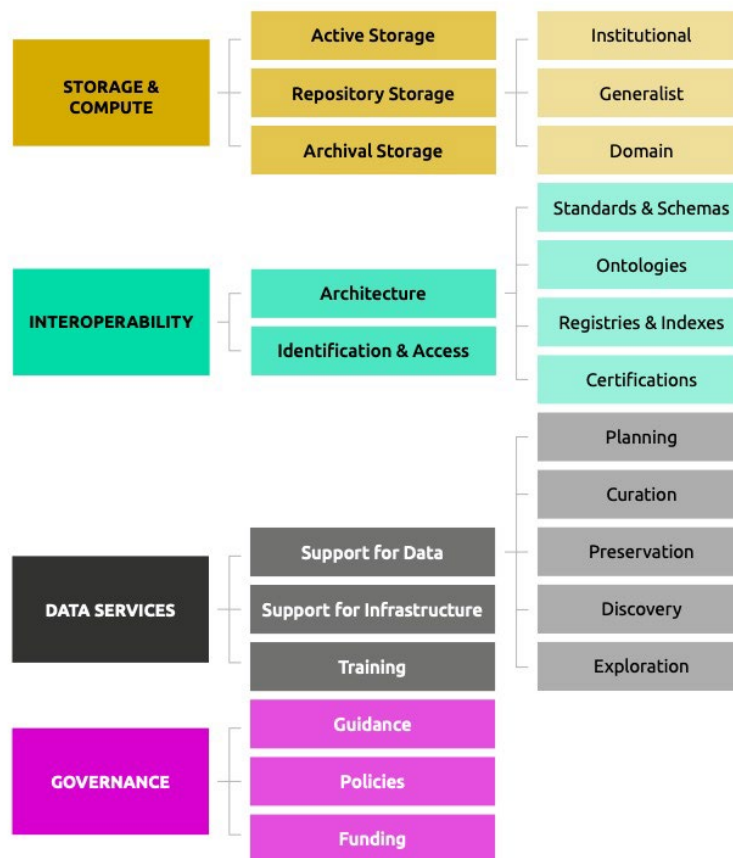 STORAGE &
COMPUTE
Active Storage
Repository Storage
Archival Storage
Institutional
Generalist
Domain
INTEROPERABILITY
Architecture
Identification & Access
Standards & Schemas
Ontologies
Registries & Indexes
Certifications
DATA SERVICES
Support for Data
Support for Infrastructure
Training
Planning
Curation
Preservation
Discovery
Exploration
GOVERNANCE
Guidance
Policies
Funding